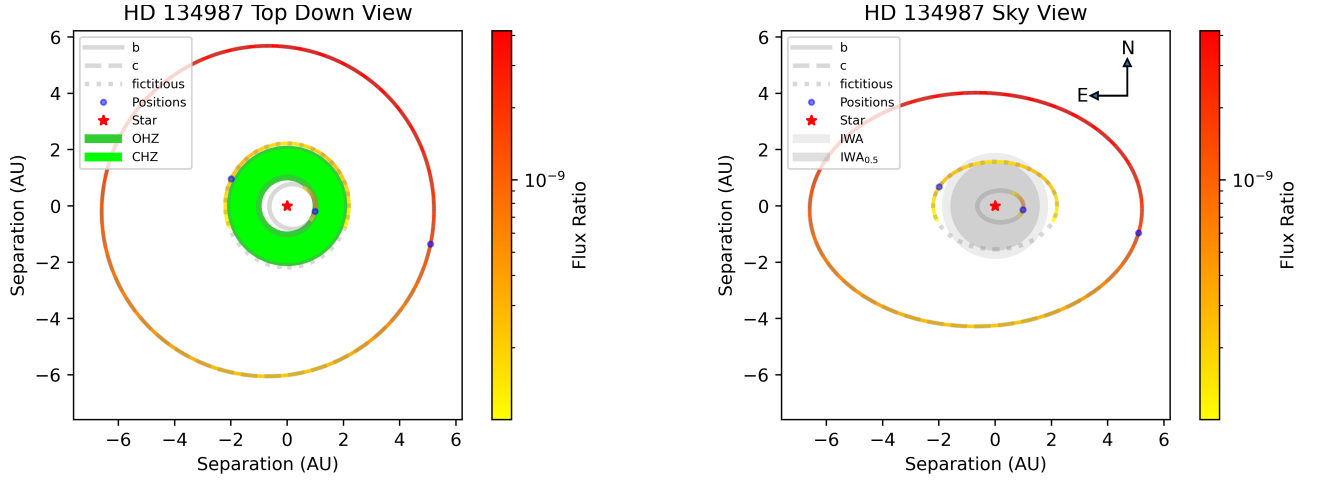 HD 134987 Top Down View
b
c
fictitious
Positions
Star
OHZ
CHZ
6
4
2
0
−2
−4
−6
Separation (AU)
−6 −4 −2 0 2 4 6
Separation (AU)
10⁻⁹
Flux Ratio
HD 134987 Sky View
b
c
fictitious
Positions
Star
IWA
IWA₀.₅
N
E
6
4
2
0
−2
−4
−6
Separation (AU)
−6 −4 −2 0 2 4 6
Separation (AU)
10⁻⁹
Flux Ratio